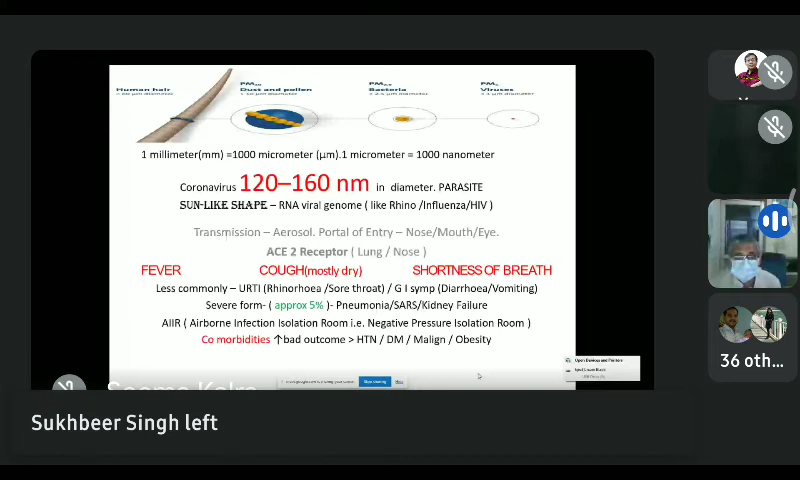 Human hair
PM10
Dust and pollen
PM2.5
Bacteria
PM
Viruses
1 millimeter(mm) =1000 micrometer (µm).1 micrometer = 1000 nanometer
Coronavirus 120–160 nm in diameter. PARASITE
SUN-LIKE SHAPE – RNA viral genome ( like Rhino /Influenza/HIV )
Transmission – Aerosol. Portal of Entry – Nose/Mouth/Eye.
ACE 2 Receptor ( Lung / Nose )
FEVER COUGH(mostly dry) SHORTNESS OF BREATH
Less commonly – URTI (Rhinorhoea /Sore throat) / G I symp (Diarrhoea/Vomiting)
Severe form- ( approx 5% )- Pneumonia/SARS/Kidney Failure
AIIR ( Airborne Infection Isolation Room i.e. Negative Pressure Isolation Room )
Co morbidities ↑bad outcome > HTN / DM / Malign / Obesity
Stop sharing
Hide
36 oth...
Sukhbeer Singh left